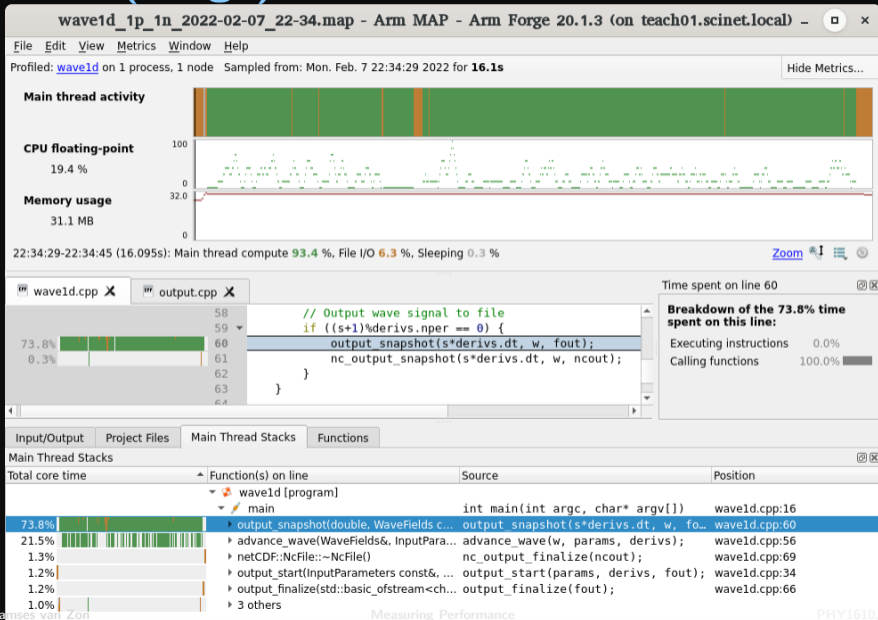 wave1d_1p_1n_2022-02-07_22-34.map - Arm MAP - Arm Forge 20.1.3 (on teach01.scinet.local)
File Edit View Metrics Window Help
Profiled: wave1d on 1 process, 1 node Sampled from: Mon. Feb. 7 22:34:29 2022 for 16.1s Hide Metrics...
Main thread activity
CPU floating-point
19.4 %
100
0
Memory usage
31.1 MB
32.0
0
22:34:29-22:34:45 (16.095s): Main thread compute 93.4 %, File I/O 6.3 %, Sleeping 0.3 % Zoom
wave1d.cpp X output.cpp X
58 // Output wave signal to file
59 if ((s+1)%derivs.nper == 0) {
73.8% 60 output_snapshot(s*derivs.dt, w, fout);
0.3% 61 nc_output_snapshot(s*derivs.dt, w, ncout);
62 }
63 }
64
Time spent on line 60
Breakdown of the 73.8% time
spent on this line:
Executing instructions 0.0%
Calling functions 100.0%
Input/Output Project Files Main Thread Stacks Functions
Main Thread Stacks
Total core time Function(s) on line Source Position
wave1d [program]
main int main(int argc, char* argv[]) wave1d.cpp:16
73.8% output_snapshot(double, WaveFields c... output_snapshot(s*derivs.dt, w, fo... wave1d.cpp:60
21.5% advance_wave(WaveFields&, InputPara... advance_wave(w, params, derivs); wave1d.cpp:56
1.3% netCDF::NcFile::~NcFile() nc_output_finalize(ncout); wave1d.cpp:69
1.2% output_start(InputParameters const&, ... output_start(params, derivs, fout); wave1d.cpp:34
1.2% output_finalize(std::basic_ofstream<ch... output_finalize(fout); wave1d.cpp:66
1.0% 3 others
amses van Zon Measuring Performance PHY1610,